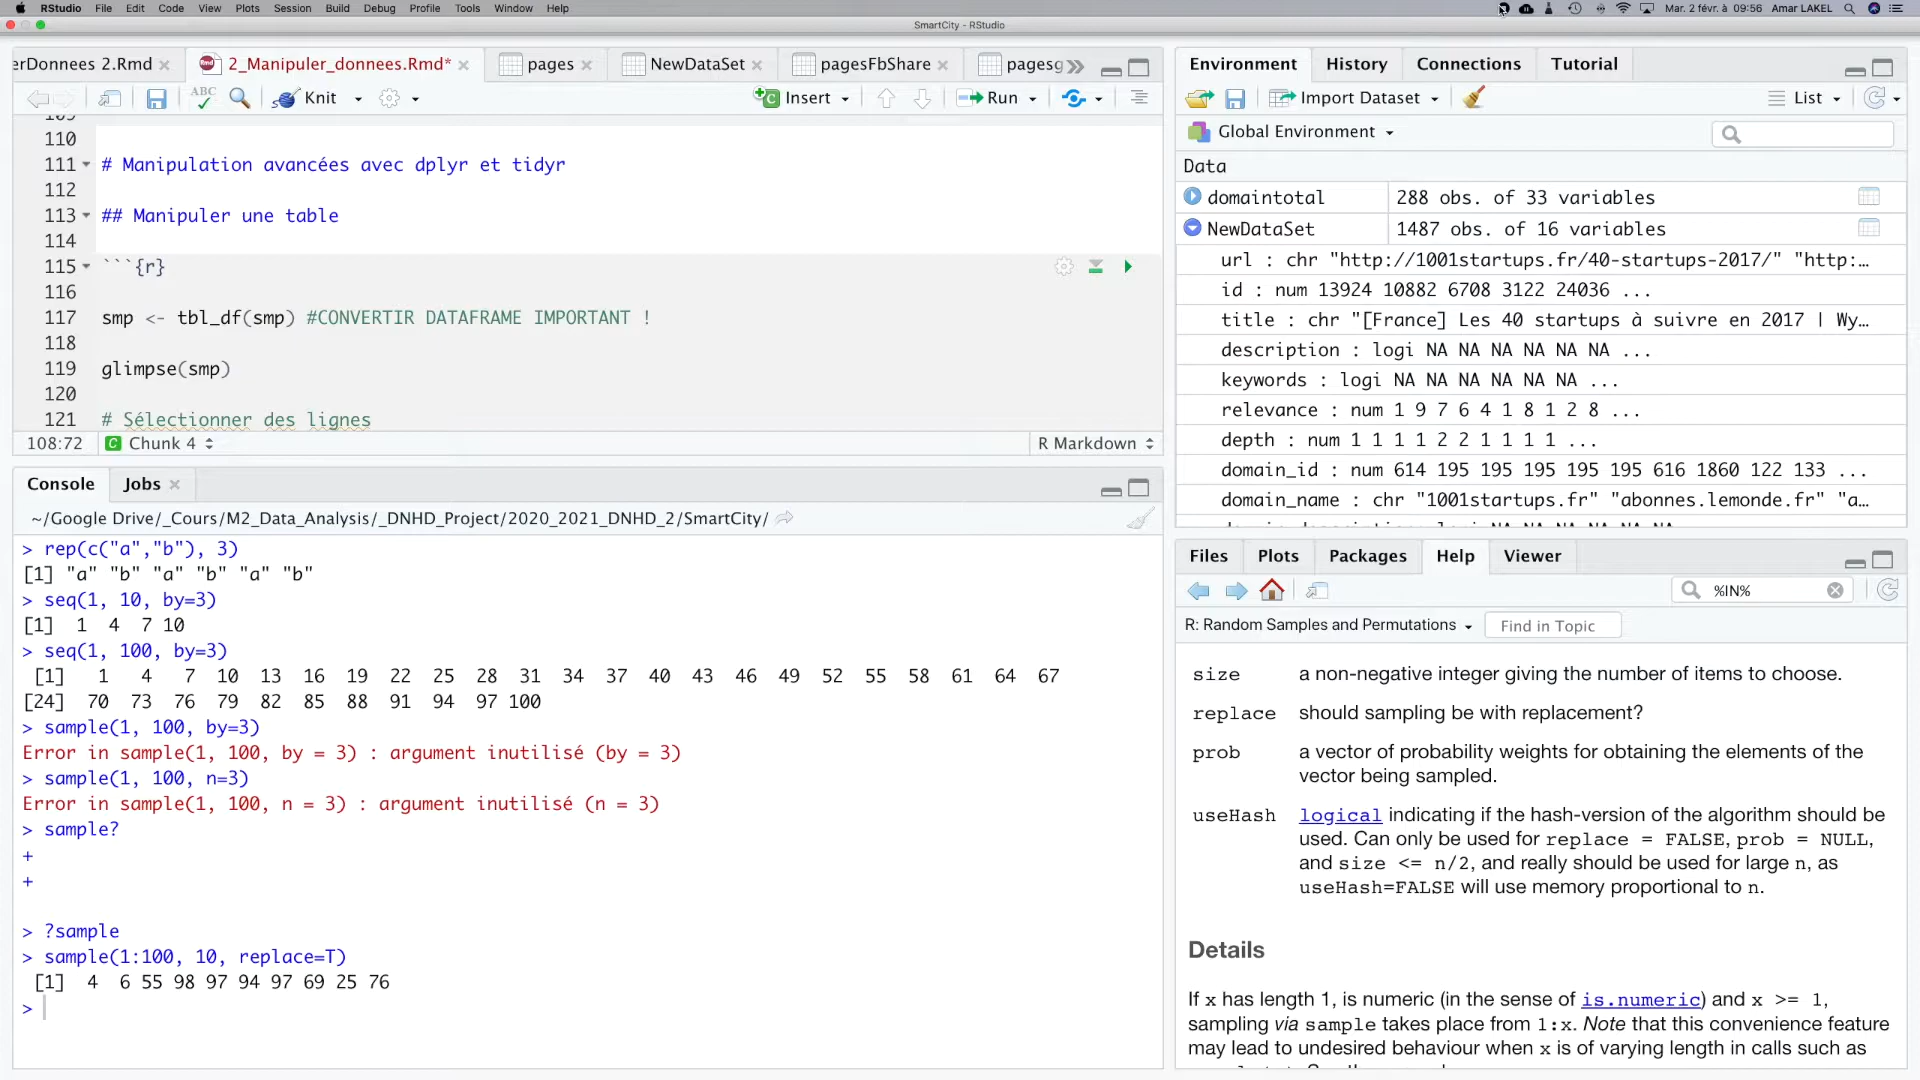 RStudio File Edit Code View Plots Session Build Debug Profile Tools Window Help
Mar. 2 févr. à 09:56 Amar LAKEL
SmartCity - RStudio
erDonnees 2.Rmd 2_Manipuler_donnees.Rmd* pages NewDataSet pagesFbShare pagesg
ABC Knit Insert Run
110
111 # Manipulation avancées avec dplyr et tidyr
112
113 ## Manipuler une table
114
115 ```{r}
116
117 smp <- tbl_df(smp) #CONVERTIR DATAFRAME IMPORTANT !
118
119 glimpse(smp)
120
121 # Sélectionner des lignes
108:72 Chunk 4 R Markdown
Console Jobs
~/Google Drive/_Cours/M2_Data_Analysis/_DNHD_Project/2020_2021_DNHD_2/SmartCity/
> rep(c("a","b"), 3)
[1] "a" "b" "a" "b" "a" "b"
> seq(1, 10, by=3)
[1] 1 4 7 10
> seq(1, 100, by=3)
[1] 1 4 7 10 13 16 19 22 25 28 31 34 37 40 43 46 49 52 55 58 61 64 67
[24] 70 73 76 79 82 85 88 91 94 97 100
> sample(1, 100, by=3)
Error in sample(1, 100, by = 3) : argument inutilisé (by = 3)
> sample(1, 100, n=3)
Error in sample(1, 100, n = 3) : argument inutilisé (n = 3)
> sample?
+
+
> ?sample
> sample(1:100, 10, replace=T)
[1] 4 6 55 98 97 94 97 69 25 76
>
Environment History Connections Tutorial
Import Dataset List
Global Environment
Data
domaintotal 288 obs. of 33 variables
NewDataSet 1487 obs. of 16 variables
url : chr "http://1001startups.fr/40-startups-2017/" "http:…
id : num 13924 10882 6708 3122 24036 ...
title : chr "[France] Les 40 startups à suivre en 2017 | Wy…
description : logi NA NA NA NA NA NA ...
keywords : logi NA NA NA NA NA NA ...
relevance : num 1 9 7 6 4 1 8 1 2 8 ...
depth : num 1 1 1 1 2 2 1 1 1 1 ...
domain_id : num 614 195 195 195 195 195 616 1860 122 133 ...
domain_name : chr "1001startups.fr" "abonnes.lemonde.fr" "a…
Files Plots Packages Help Viewer
%IN%
R: Random Samples and Permutations Find in Topic
size a non-negative integer giving the number of items to choose.
replace should sampling be with replacement?
prob a vector of probability weights for obtaining the elements of the
vector being sampled.
useHash logical indicating if the hash-version of the algorithm should be
used. Can only be used for replace = FALSE, prob = NULL,
and size <= n/2, and really should be used for large n, as
useHash=FALSE will use memory proportional to n.
Details
If x has length 1, is numeric (in the sense of is.numeric) and x >= 1,
sampling via sample takes place from 1:x. Note that this convenience feature
may lead to undesired behaviour when x is of varying length in calls such as